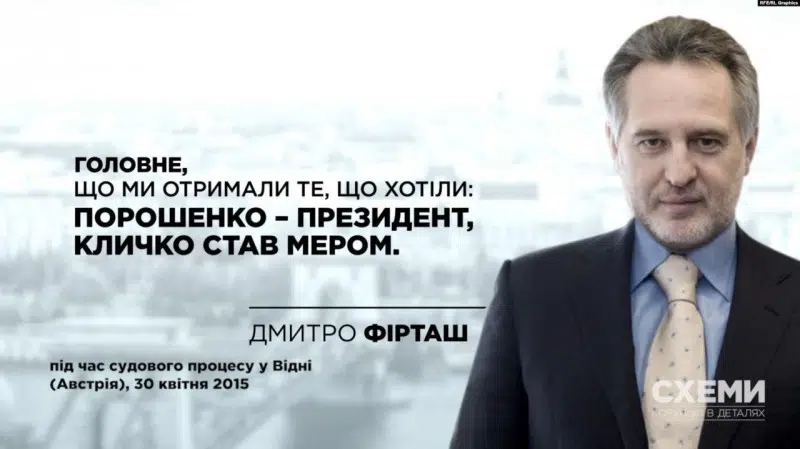 RFE/RL Graphics
ГОЛОВНЕ,
ЩО МИ ОТРИМАЛИ ТЕ, ЩО ХОТІЛИ:
ПОРОШЕНКО – ПРЕЗИДЕНТ,
КЛИЧКО СТАВ МЕРОМ.
ДМИТРО ФІРТАШ
під час судового процесу у Відні
(Австрія), 30 квітня 2015
СХЕМИ
В ДЕТАЛЯХ